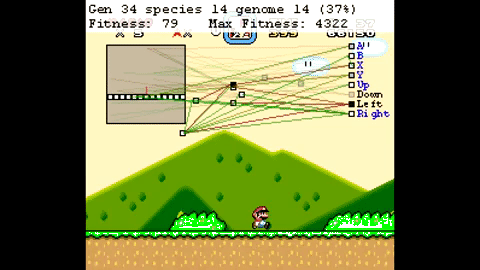 Gen 34 species 14 genome 14 (37%)
Fitness: 79 Max Fitness: 4322
A
B
X
Y
Up
Down
Left
Right